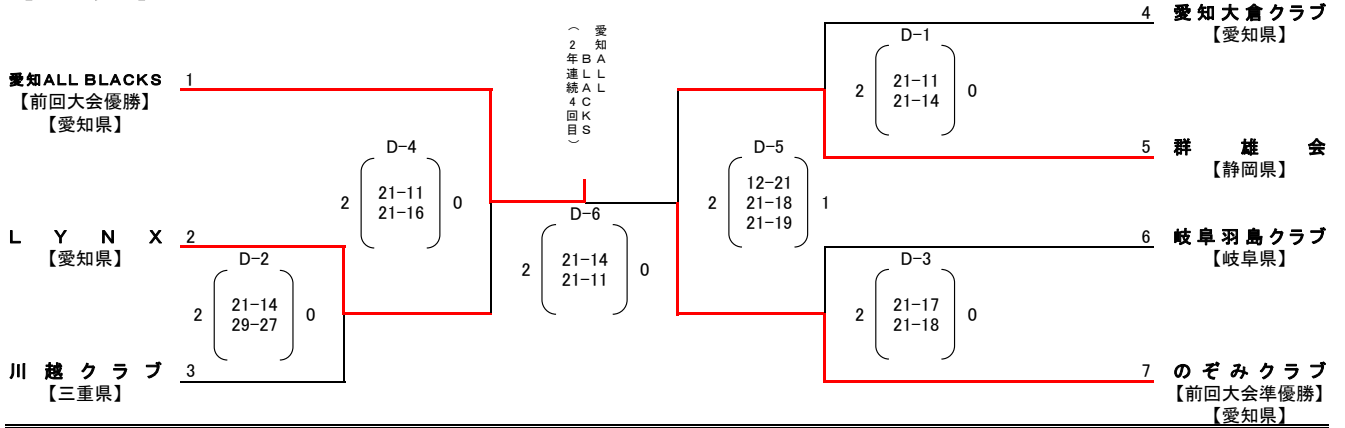 愛知ALL BLACKS 1
【前回大会優勝】
【愛知県】
D-4
2 21-11 0
21-16
LYNX 2
【愛知県】
D-2
2 21-14 0
29-27
川越クラブ 3
【三重県】
愛知ALL
BLACKS
（2年連続4回目）
D-6
2 21-14 0
21-11
4 愛知大倉クラブ
【愛知県】
D-1
2 21-11 0
21-14
5 群雄会
【静岡県】
D-5
12-21
2 21-18 1
21-19
6 岐阜羽島クラブ
【岐阜県】
D-3
2 21-17 0
21-18
7 のぞみクラブ
【前回大会準優勝】
【愛知県】